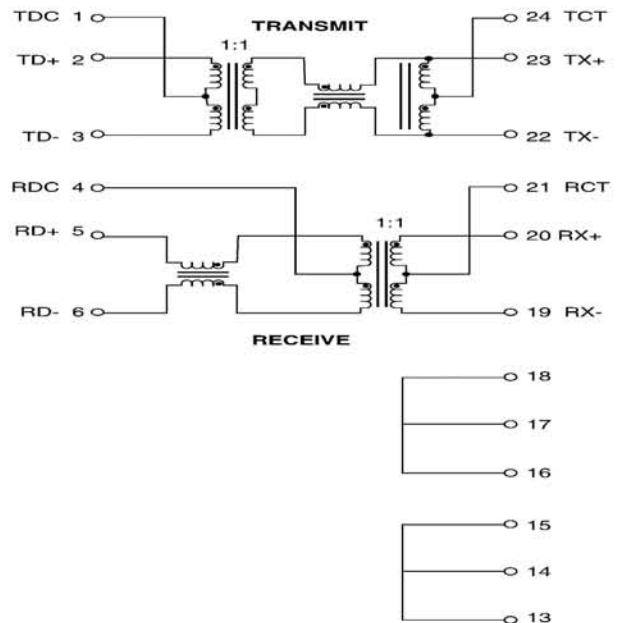 TDC 1
TRANSMIT
24 TCT
1:1
TD+ 2
23 TX+
TD- 3
22 TX-
RDC 4
21 RCT
1:1
RD+ 5
20 RX+
RD- 6
19 RX-
RECEIVE
18
17
16
15
14
13